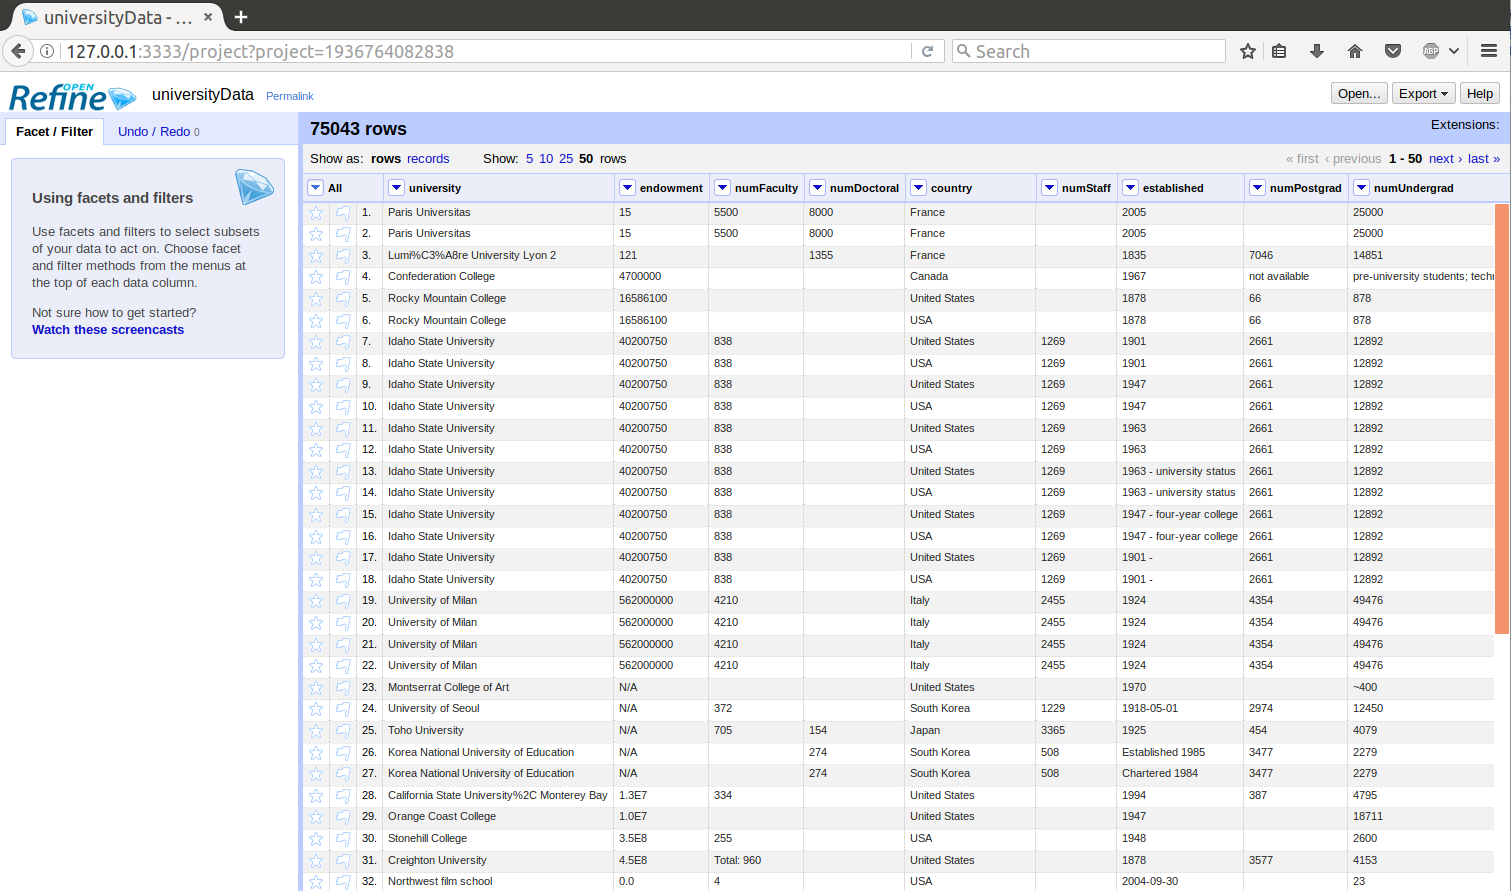 universityData - ... × +
127.0.0.1:3333/project?project=1936764082838 Search ABP
OPEN Refine universityData Permalink Open... Export Help
Facet / Filter Undo / Redo 0 75043 rows Extensions:
Show as: rows records Show: 5 10 25 50 rows « first ‹ previous 1 - 50 next › last »
Using facets and filters
Use facets and filters to select subsets
of your data to act on. Choose facet
and filter methods from the menus at
the top of each data column.
Not sure how to get started?
Watch these screencasts
All university endowment numFaculty numDoctoral country numStaff established numPostgrad numUndergrad
1. Paris Universitas 15 5500 8000 France 2005 25000
2. Paris Universitas 15 5500 8000 France 2005 25000
3. Lumi%C3%A8re University Lyon 2 121 1355 France 1835 7046 14851
4. Confederation College 4700000 Canada 1967 not available pre-university students; techn
5. Rocky Mountain College 16586100 United States 1878 66 878
6. Rocky Mountain College 16586100 USA 1878 66 878
7. Idaho State University 40200750 838 United States 1269 1901 2661 12892
8. Idaho State University 40200750 838 USA 1269 1901 2661 12892
9. Idaho State University 40200750 838 United States 1269 1947 2661 12892
10. Idaho State University 40200750 838 USA 1269 1947 2661 12892
11. Idaho State University 40200750 838 United States 1269 1963 2661 12892
12. Idaho State University 40200750 838 USA 1269 1963 2661 12892
13. Idaho State University 40200750 838 United States 1269 1963 - university status 2661 12892
14. Idaho State University 40200750 838 USA 1269 1963 - university status 2661 12892
15. Idaho State University 40200750 838 United States 1269 1947 - four-year college 2661 12892
16. Idaho State University 40200750 838 USA 1269 1947 - four-year college 2661 12892
17. Idaho State University 40200750 838 United States 1269 1901 - 2661 12892
18. Idaho State University 40200750 838 USA 1269 1901 - 2661 12892
19. University of Milan 562000000 4210 Italy 2455 1924 4354 49476
20. University of Milan 562000000 4210 Italy 2455 1924 4354 49476
21. University of Milan 562000000 4210 Italy 2455 1924 4354 49476
22. University of Milan 562000000 4210 Italy 2455 1924 4354 49476
23. Montserrat College of Art N/A United States 1970 ~400
24. University of Seoul N/A 372 South Korea 1229 1918-05-01 2974 12450
25. Toho University N/A 705 154 Japan 3365 1925 454 4079
26. Korea National University of Education N/A 274 South Korea 508 Established 1985 3477 2279
27. Korea National University of Education N/A 274 South Korea 508 Chartered 1984 3477 2279
28. California State University%2C Monterey Bay 1.3E7 334 United States 1994 387 4795
29. Orange Coast College 1.0E7 United States 1947 18711
30. Stonehill College 3.5E8 255 USA 1948 2600
31. Creighton University 4.5E8 Total: 960 United States 1878 3577 4153
32. Northwest film school 0.0 4 USA 2004-09-30 23